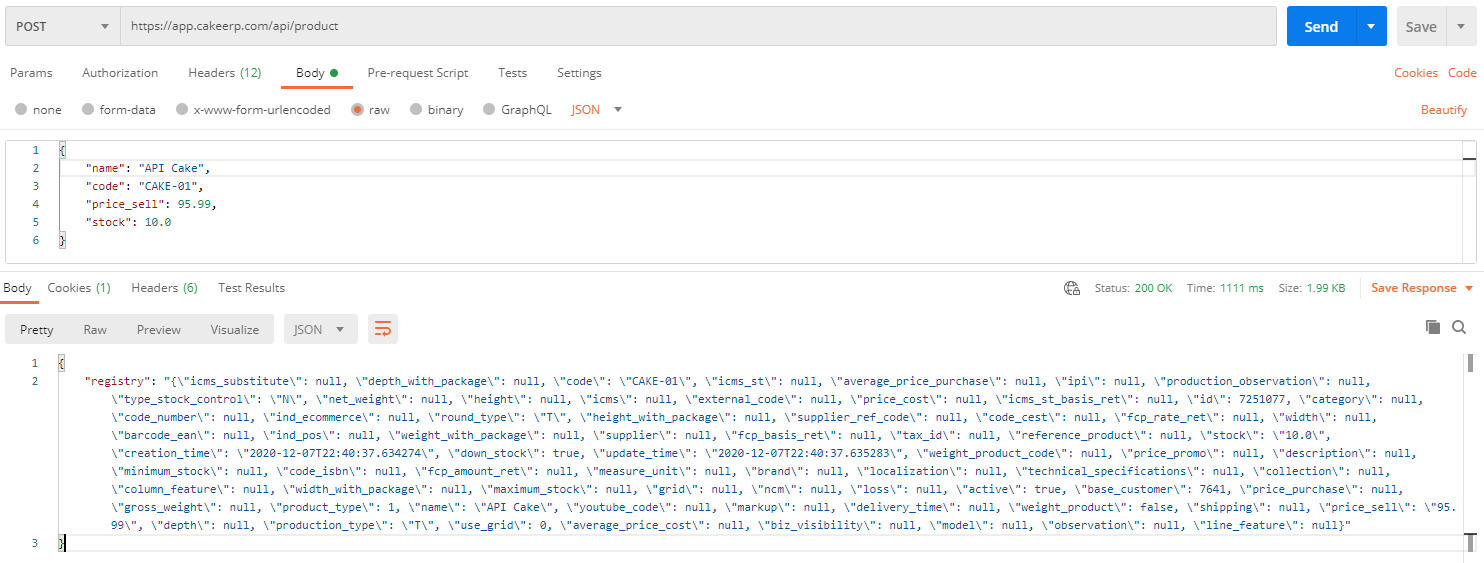 POST https://app.cakeerp.com/api/product Send Save
Params Authorization Headers (12) Body Pre-request Script Tests Settings Cookies Code
none form-data x-www-form-urlencoded raw binary GraphQL JSON Beautify
1 {
2 "name": "API Cake",
3 "code": "CAKE-01",
4 "price_sell": 95.99,
5 "stock": 10.0
6 }
Body Cookies (1) Headers (6) Test Results Status: 200 OK Time: 1111 ms Size: 1.99 KB Save Response
Pretty Raw Preview Visualize JSON
1 {
2 "registry": "{\"icms_substitute\": null, \"depth_with_package\": null, \"code\": \"CAKE-01\", \"icms_st\": null, \"average_price_purchase\": null, \"ipi\": null, \"production_observation\": null,
\"type_stock_control\": \"N\", \"net_weight\": null, \"height\": null, \"icms\": null, \"external_code\": null, \"price_cost\": null, \"icms_st_basis_ret\": null, \"id\": 7251077, \"category\": null,
\"code_number\": null, \"ind_ecommerce\": null, \"round_type\": \"T\", \"height_with_package\": null, \"supplier_ref_code\": null, \"code_cest\": null, \"fcp_rate_ret\": null, \"width\": null,
\"barcode_ean\": null, \"ind_pos\": null, \"weight_with_package\": null, \"supplier\": null, \"fcp_basis_ret\": null, \"tax_id\": null, \"reference_product\": null, \"stock\": \"10.0\",
\"creation_time\": \"2020-12-07T22:40:37.634274\", \"down_stock\": true, \"update_time\": \"2020-12-07T22:40:37.635283\", \"weight_product_code\": null, \"price_promo\": null, \"description\": null,
\"minimum_stock\": null, \"code_isbn\": null, \"fcp_amount_ret\": null, \"measure_unit\": null, \"brand\": null, \"localization\": null, \"technical_specifications\": null, \"collection\": null,
\"column_feature\": null, \"width_with_package\": null, \"maximum_stock\": null, \"grid\": null, \"ncm\": null, \"loss\": null, \"active\": true, \"base_customer\": 7641, \"price_purchase\": null,
\"gross_weight\": null, \"product_type\": 1, \"name\": \"API Cake\", \"youtube_code\": null, \"markup\": null, \"delivery_time\": null, \"weight_product\": false, \"shipping\": null, \"price_sell\": \"95.
99\", \"depth\": null, \"production_type\": \"T\", \"use_grid\": 0, \"average_price_cost\": null, \"biz_visibility\": null, \"model\": null, \"observation\": null, \"line_feature\": null}"
3 }